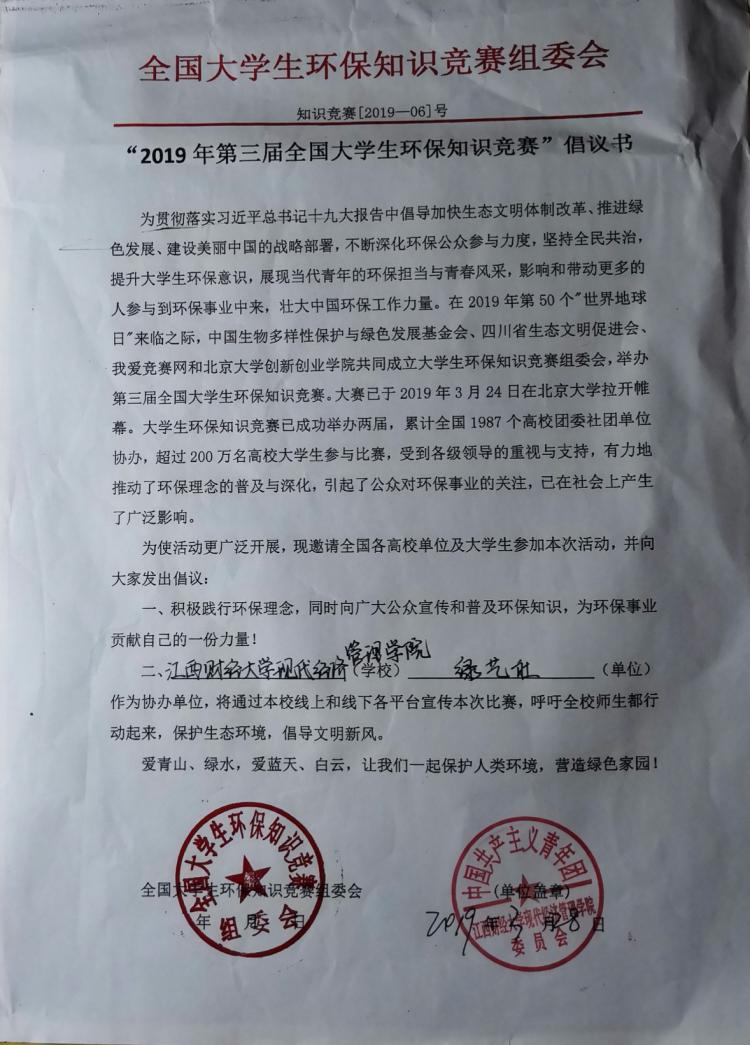 全国大学生环保知识竞赛组委会
知识竞赛[2019—06]号
“2019 年第三届全国大学生环保知识竞赛”倡议书
为贯彻落实习近平总书记十九大报告中倡导加快生态文明体制改革、推进绿
色发展、建设美丽中国的战略部署，不断深化环保公众参与力度，坚持全民共治，
提升大学生环保意识，展现当代青年的环保担当与青春风采，影响和带动更多的
人参与到环保事业中来，壮大中国环保工作力量。在 2019 年第 50 个"世界地球
日"来临之际，中国生物多样性保护与绿色发展基金会、四川省生态文明促进会、
我爱竞赛网和北京大学创新创业学院共同成立大学生环保知识竞赛组委会，举办
第三届全国大学生环保知识竞赛。大赛已于 2019 年 3 月 24 日在北京大学拉开帷
幕。大学生环保知识竞赛已成功举办两届，累计全国 1987 个高校团委社团单位
协办，超过 200 万名高校大学生参与比赛，受到各级领导的重视与支持，有力地
推动了环保理念的普及与深化，引起了公众对环保事业的关注，已在社会上产生
了广泛影响。
为使活动更广泛开展，现邀请全国各高校单位及大学生参加本次活动，并向
大家发出倡议：
一、积极践行环保理念，同时向广大公众宣传和普及环保知识，为环保事业
贡献自己的一份力量！
二、江西财经大学现代经济管理学院（学校）绿艺社（单位）
作为协办单位，将通过本校线上和线下各平台宣传本次比赛，呼吁全校师生都行
动起来，保护生态环境，倡导文明新风。
爱青山、绿水，爱蓝天、白云，让我们一起保护人类环境，营造绿色家园！
全国大学生环保知识竞赛
组委会
全国大学生环保知识竞赛组委会
年 月 日
中国共产主义青年团
江西财经大学现代经济管理学院
委员会
（单位盖章）
2019 年 3 月 28 日